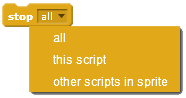 stop all
all
this script
other scripts in sprite